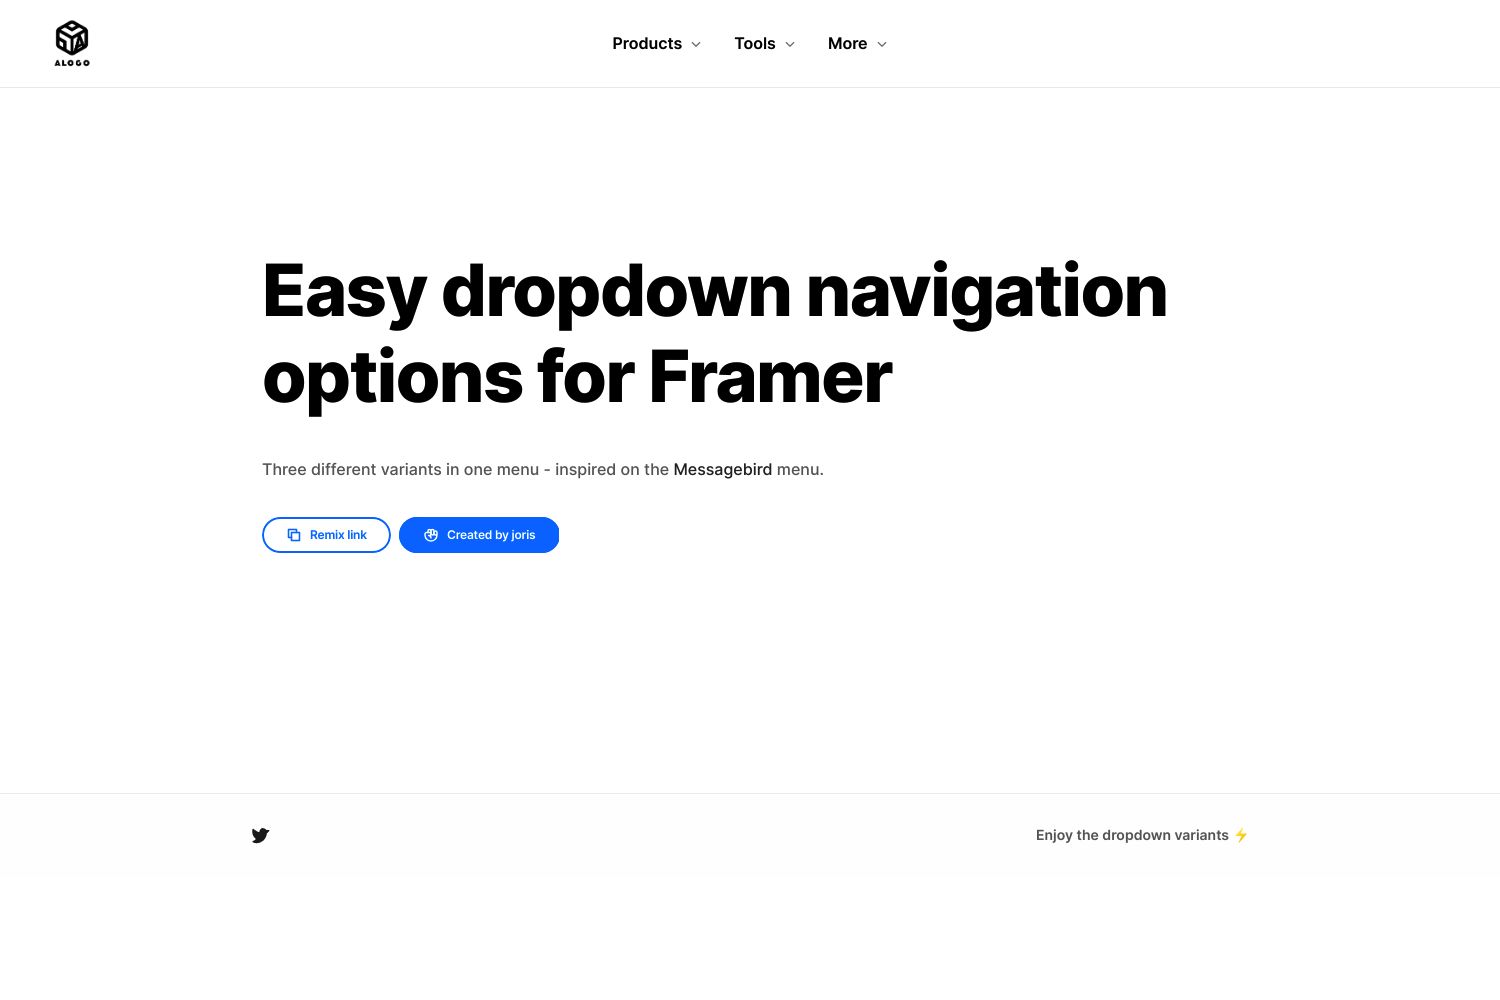 ALOGO
Products
Tools
More
Easy dropdown navigation
options for Framer
Three different variants in one menu - inspired on the Messagebird menu.
Remix link
Created by joris
Enjoy the dropdown variants ⚡